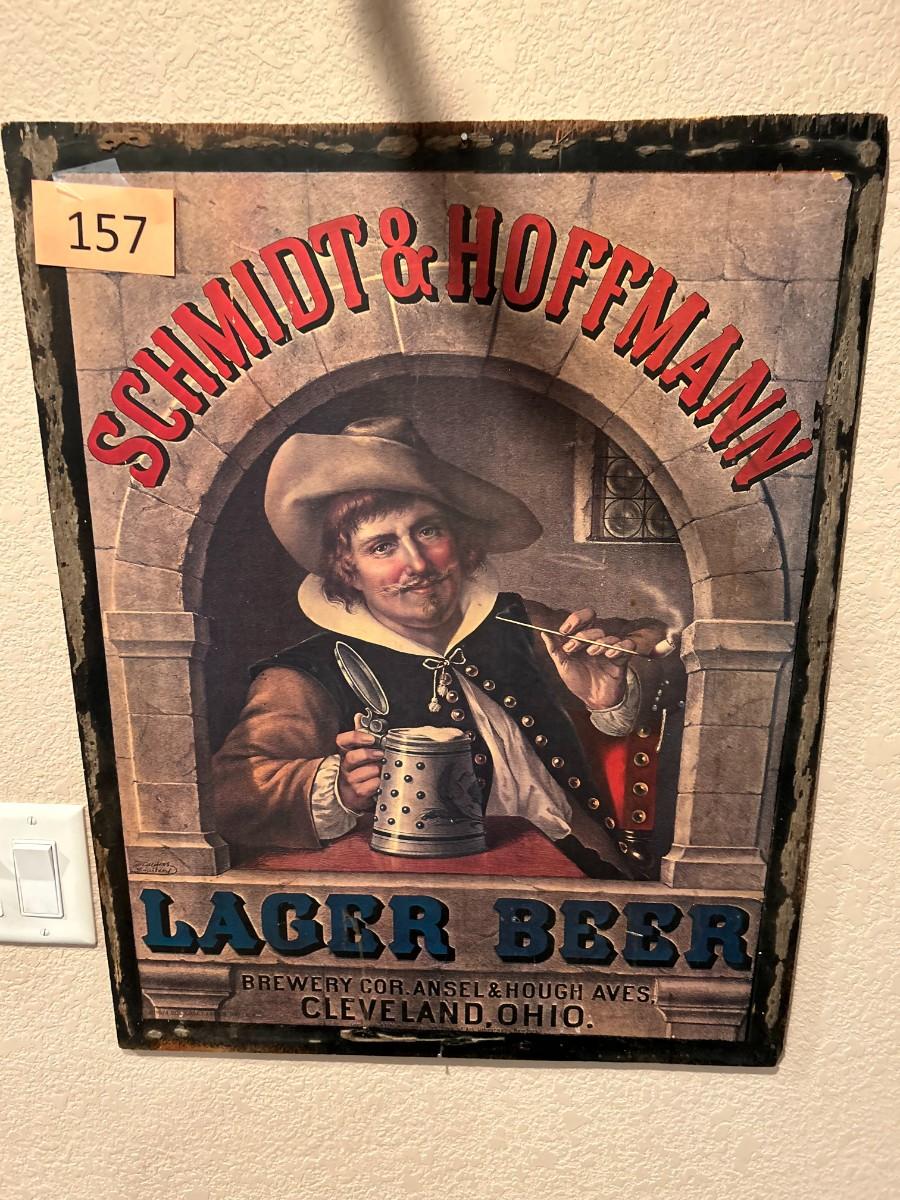 157
SCHMIDT & HOFFMANN
LAGER BEER
BREWERY COR. ANSEL & HOUGH AVES,
CLEVELAND, OHIO.